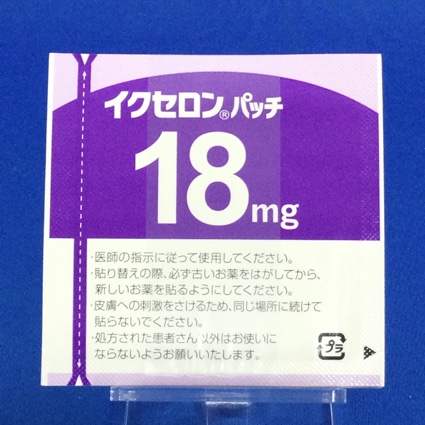 イクセロン®パッチ
18mg
・医師の指示に従って使用してください。
・貼り替えの際、必ず古いお薬をはがしてから、
新しいお薬を貼るようにしてください。
・皮膚への刺激をさけるため、同じ場所に続けて
貼らないでください。
・処方された患者さん以外はお使いに
ならないようお願いいたします。
プラ